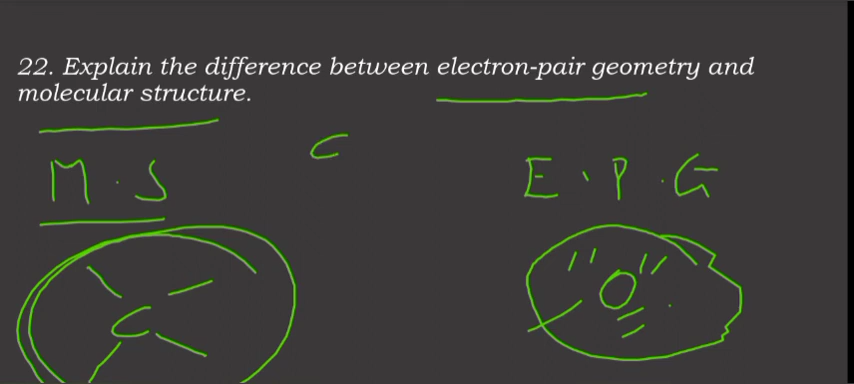 22. Explain the difference between electron-pair geometry and
molecular structure.
C
M.S
E.P.G
C
O